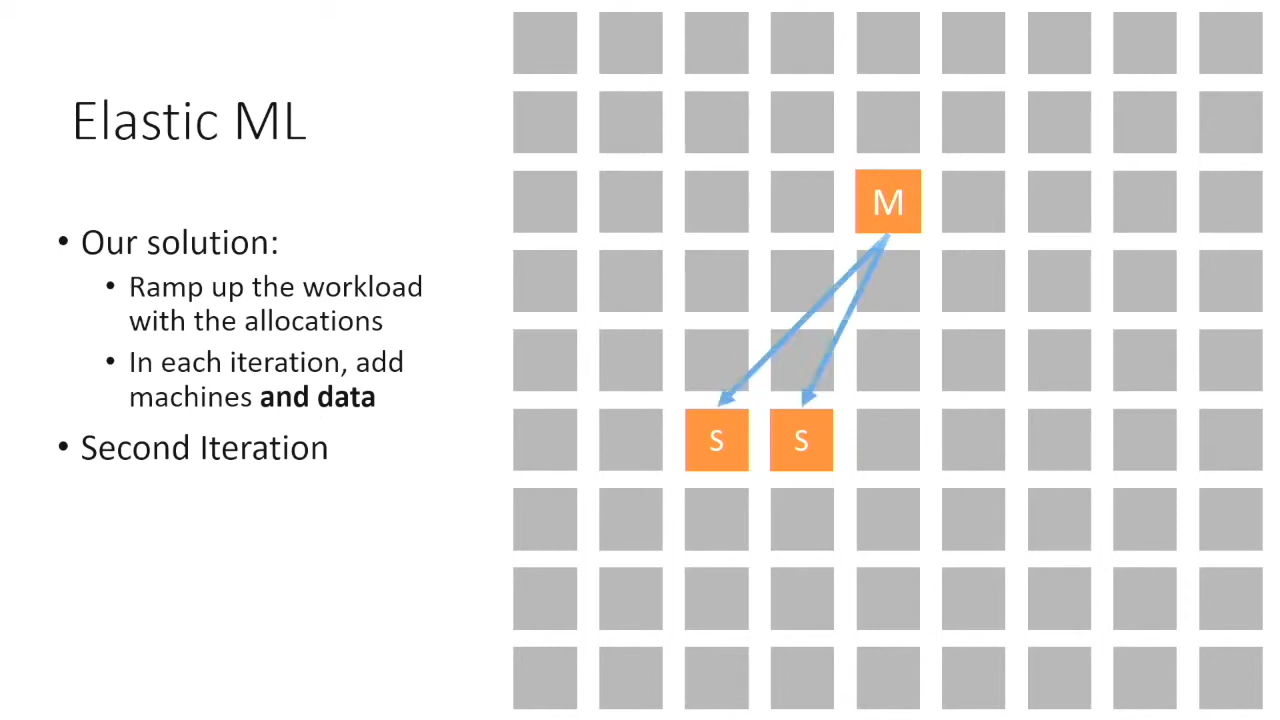 Elastic ML
• Our solution:
• Ramp up the workload
with the allocations
• In each iteration, add
machines and data
• Second Iteration
M
S S